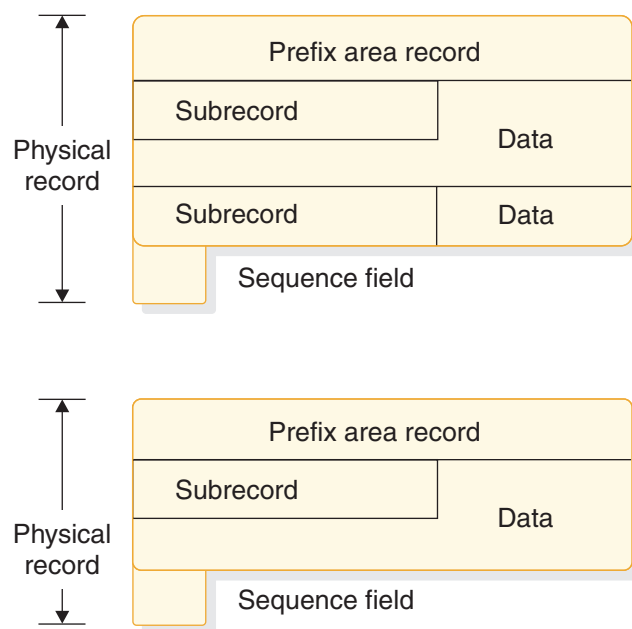 Prefix area record
Subrecord
Data
Physical
record
Subrecord
Data
Sequence field
Prefix area record
Subrecord
Data
Physical
record
Sequence field